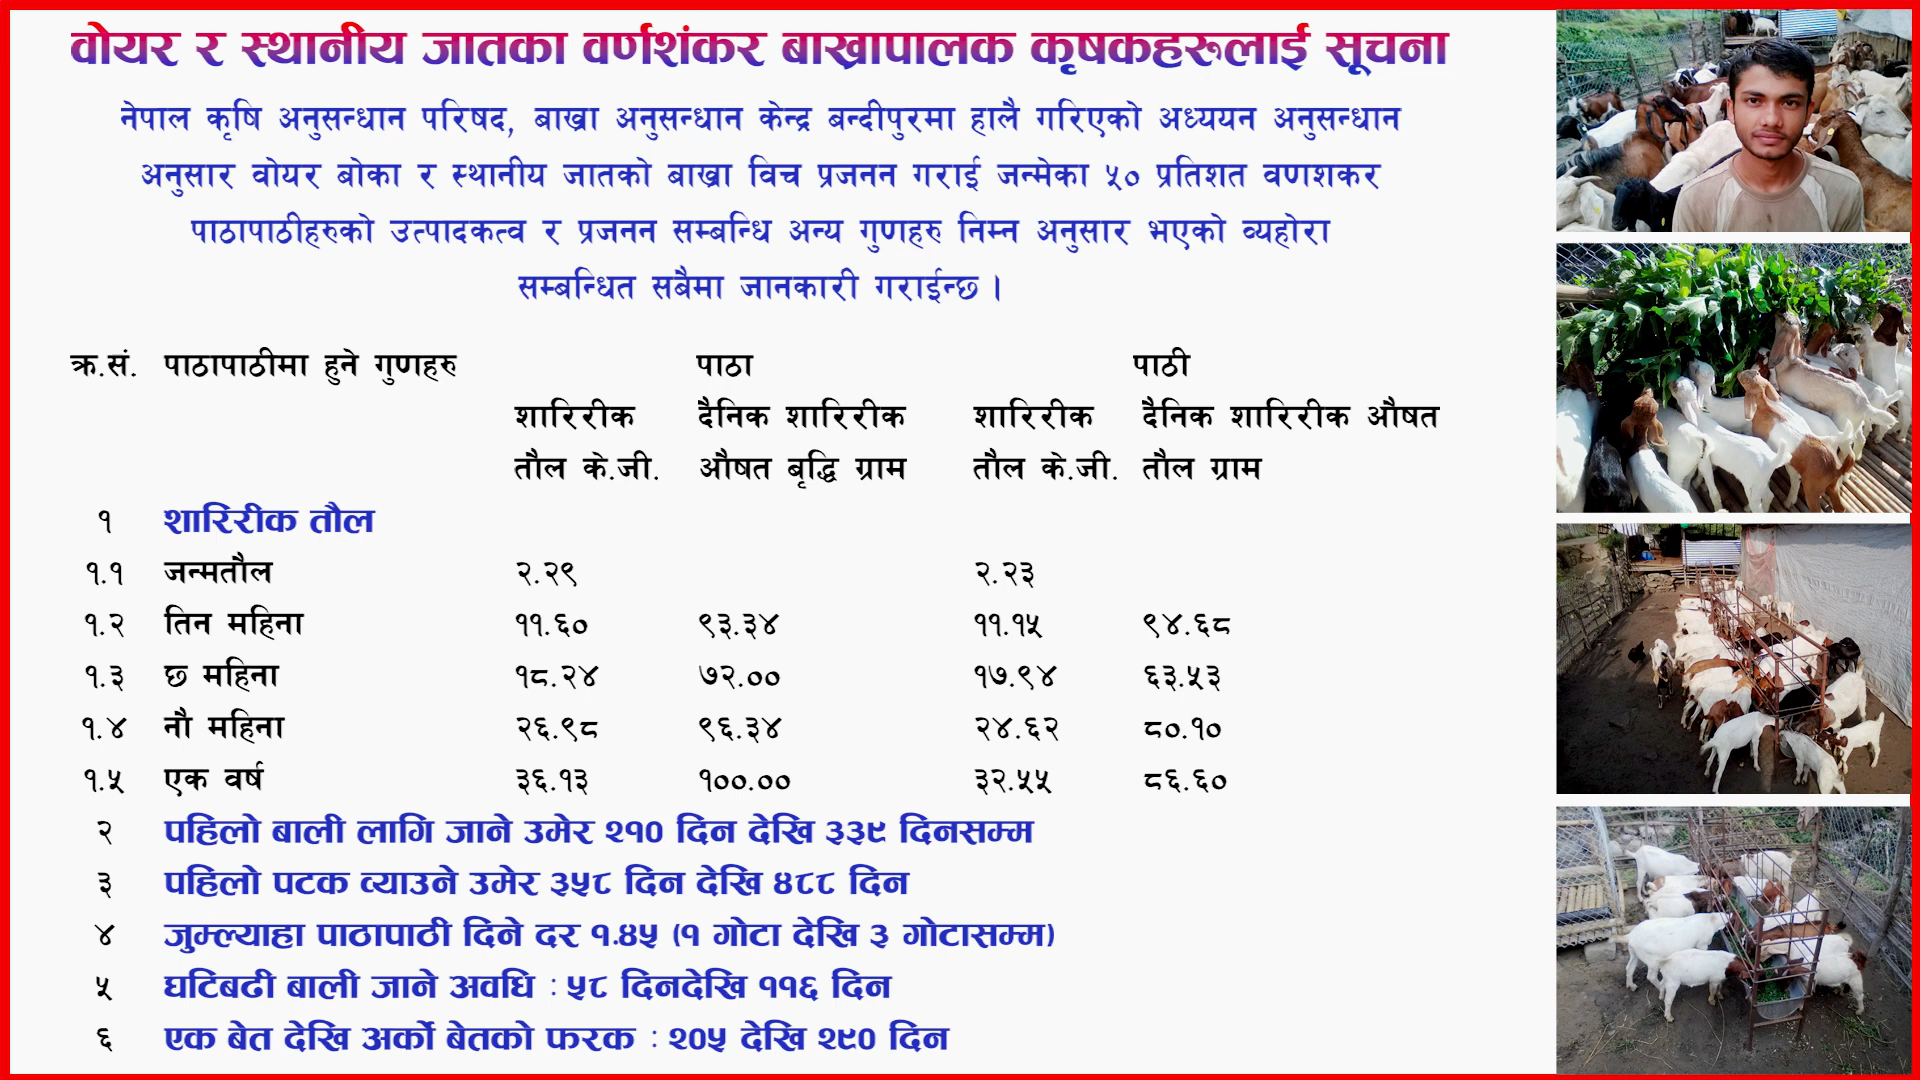 वोयर र स्थानीय जातका वर्णशंकर बाख्रापालक कृषकहरुलाई सूचना
नेपाल कृषि अनुसन्धान परिषद, बाख्रा अनुसन्धान केन्द्र बन्दीपुरमा हालै गरिएको अध्ययन अनुसन्धान
अनुसार वोयर बोका र स्थानीय जातको बाख्रा विच प्रजनन गराई जन्मेका ५० प्रतिशत वणशकर
पाठापाठीहरुको उत्पादकत्व र प्रजनन सम्बन्धि अन्य गुणहरु निम्न अनुसार भएको व्यहोरा
सम्बन्धित सबैमा जानकारी गराईन्छ ।
क्र.सं. पाठापाठीमा हुने गुणहरु पाठा पाठी
शारिरीक दैनिक शारिरीक शारिरीक दैनिक शारिरीक औषत
तौल के.जी. औषत बृद्धि ग्राम तौल के.जी. तौल ग्राम
१ शारिरीक तौल
१.१ जन्मतौल २.२९ २.२३
१.२ तिन महिना ११.६० ९३.३४ ११.१५ ९४.६८
१.३ छ महिना १८.२४ ७२.०० १७.९४ ६३.५३
१.४ नौ महिना २६.९८ ९६.३४ २४.६२ ८०.१०
१.५ एक वर्ष ३६.१३ १००.०० ३२.५५ ८६.६०
२ पहिलो बाली लागि जाने उमेर २१० दिन देखि ३३९ दिनसम्म
३ पहिलो पटक व्याउने उमेर ३५८ दिन देखि ४८८ दिन
४ जुम्ल्याहा पाठापाठी दिने दर १.४५ (१ गोटा देखि ३ गोटासम्म)
५ घटिबढी बाली जाने अवधि : ५८ दिनदेखि ११६ दिन
६ एक बेत देखि अर्को बेतको फरक : २०५ देखि २९० दिन